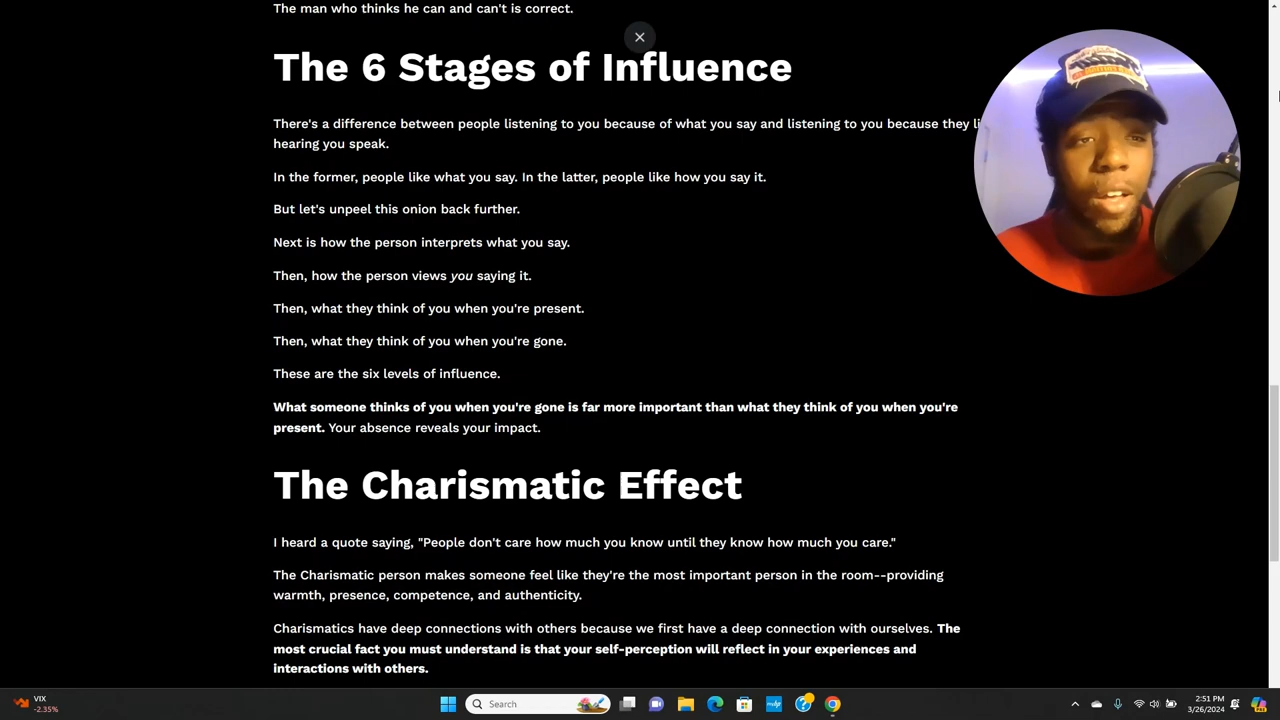 The man who thinks he can and can't is correct.
The 6 Stages of Influence
There's a difference between people listening to you because of what you say and listening to you because they
hearing you speak.
In the former, people like what you say. In the latter, people like how you say it.
But let's unpeel this onion back further.
Next is how the person interprets what you say.
Then, how the person views you saying it.
Then, what they think of you when you're present.
Then, what they think of you when you're gone.
These are the six levels of influence.
What someone thinks of you when you're gone is far more important than what they think of you when you're
present. Your absence reveals your impact.
The Charismatic Effect
I heard a quote saying, "People don't care how much you know until they know how much you care."
The Charismatic person makes someone feel like they're the most important person in the room--providing
warmth, presence, competence, and authenticity.
Charismatics have deep connections with others because we first have a deep connection with ourselves. The
most crucial fact you must understand is that your self-perception will reflect in your experiences and
interactions with others.
VIX
-2.35%
Search
2:51 PM
3/26/2024